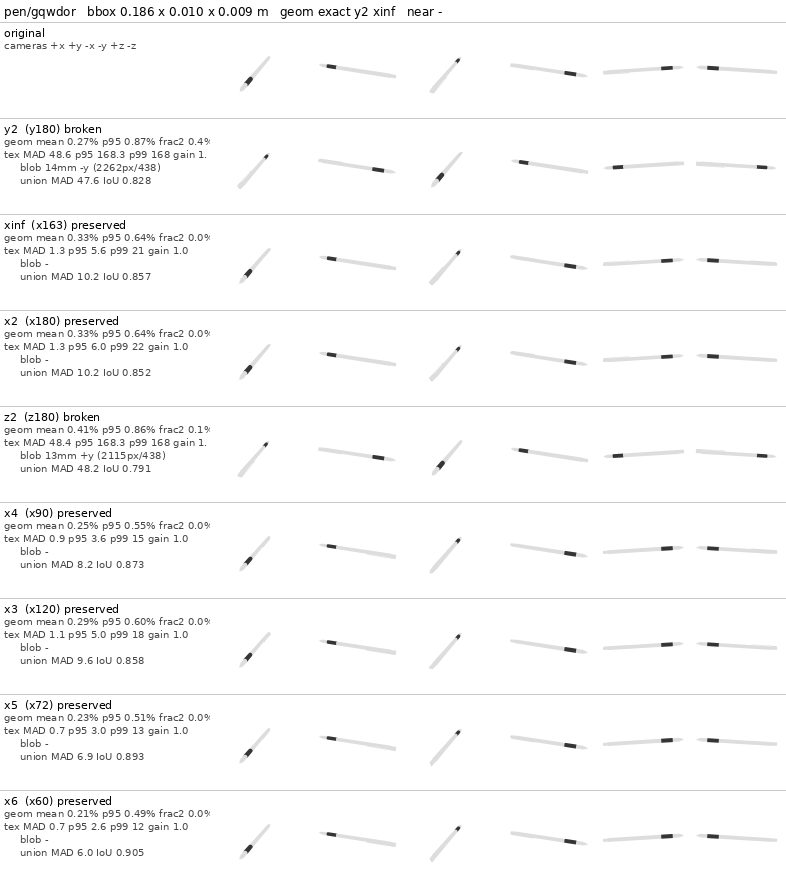 pen/gqwdor   bbox 0.186 x 0.010 x 0.009 m   geom exact y2 xinf   near -
original
cameras +x +y -x -y +z -z
y2  (y180) broken
geom mean 0.27% p95 0.87% frac2 0.4%
tex MAD 48.6 p95 168.3 p99 168 gain 1.
blob 14mm -y (2262px/438)
union MAD 47.6 IoU 0.828
xinf  (x163) preserved
geom mean 0.33% p95 0.64% frac2 0.0%
tex MAD 1.3 p95 5.6 p99 21 gain 1.0
blob -
union MAD 10.2 IoU 0.857
x2  (x180) preserved
geom mean 0.33% p95 0.64% frac2 0.0%
tex MAD 1.3 p95 6.0 p99 22 gain 1.0
blob -
union MAD 10.2 IoU 0.852
z2  (z180) broken
geom mean 0.41% p95 0.86% frac2 0.1%
tex MAD 48.4 p95 168.3 p99 168 gain 1.
blob 13mm +y (2115px/438)
union MAD 48.2 IoU 0.791
x4  (x90) preserved
geom mean 0.25% p95 0.55% frac2 0.0%
tex MAD 0.9 p95 3.6 p99 15 gain 1.0
blob -
union MAD 8.2 IoU 0.873
x3  (x120) preserved
geom mean 0.29% p95 0.60% frac2 0.0%
tex MAD 1.1 p95 5.0 p99 18 gain 1.0
blob -
union MAD 9.6 IoU 0.858
x5  (x72) preserved
geom mean 0.23% p95 0.51% frac2 0.0%
tex MAD 0.7 p95 3.0 p99 13 gain 1.0
blob -
union MAD 6.9 IoU 0.893
x6  (x60) preserved
geom mean 0.21% p95 0.49% frac2 0.0%
tex MAD 0.7 p95 2.6 p99 12 gain 1.0
blob -
union MAD 6.0 IoU 0.905